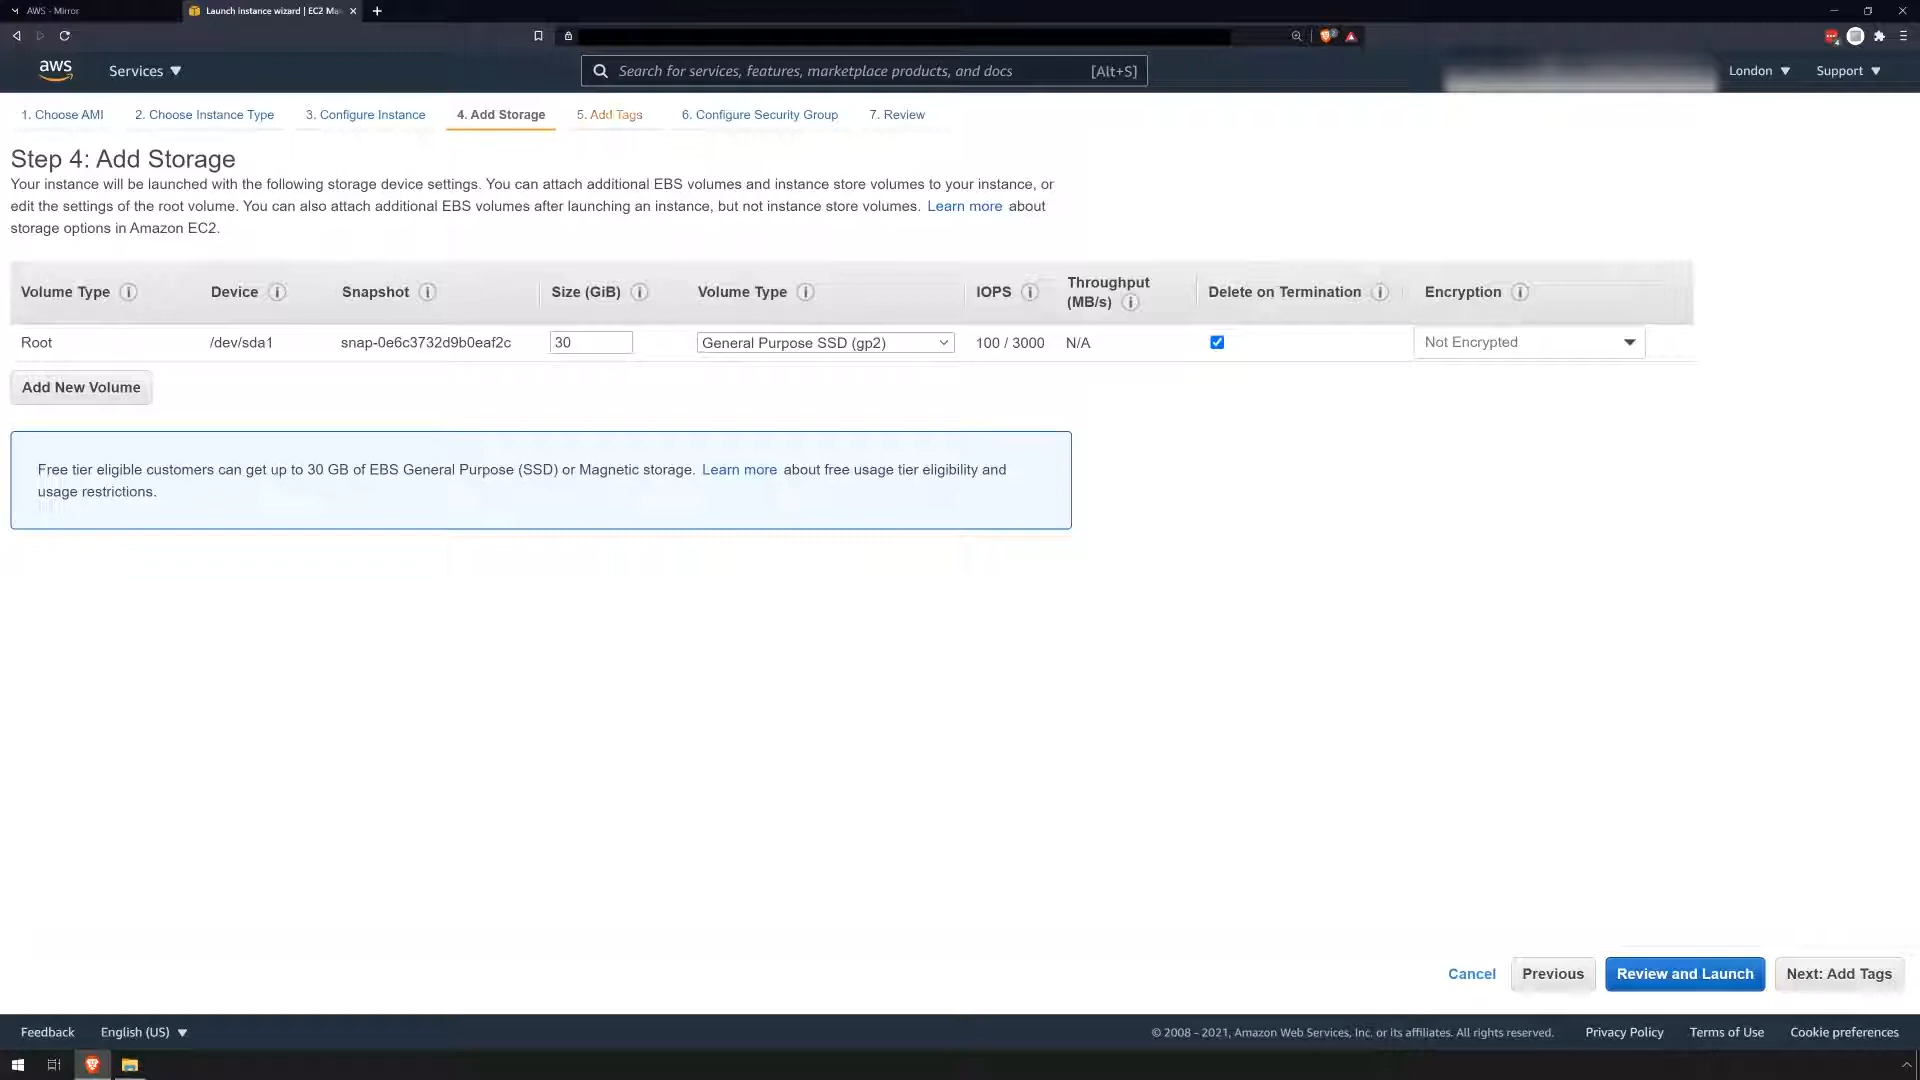 AWS - Mirror
Launch instance wizard | EC2 Ma
aws
Services
Search for services, features, marketplace products, and docs
[Alt+S]
London
Support
1. Choose AMI
2. Choose Instance Type
3. Configure Instance
4. Add Storage
5. Add Tags
6. Configure Security Group
7. Review
Step 4: Add Storage
Your instance will be launched with the following storage device settings. You can attach additional EBS volumes and instance store volumes to your instance, or
edit the settings of the root volume. You can also attach additional EBS volumes after launching an instance, but not instance store volumes. Learn more about
storage options in Amazon EC2.
Volume Type
Device
Snapshot
Size (GiB)
Volume Type
IOPS
Throughput
(MB/s)
Delete on Termination
Encryption
Root
/dev/sda1
snap-0e6c3732d9b0eaf2c
30
General Purpose SSD (gp2)
100 / 3000
N/A
Not Encrypted
Add New Volume
Free tier eligible customers can get up to 30 GB of EBS General Purpose (SSD) or Magnetic storage. Learn more about free usage tier eligibility and
usage restrictions.
Cancel
Previous
Review and Launch
Next: Add Tags
Feedback
English (US)
© 2008 - 2021, Amazon Web Services, Inc. or its affiliates. All rights reserved.
Privacy Policy
Terms of Use
Cookie preferences